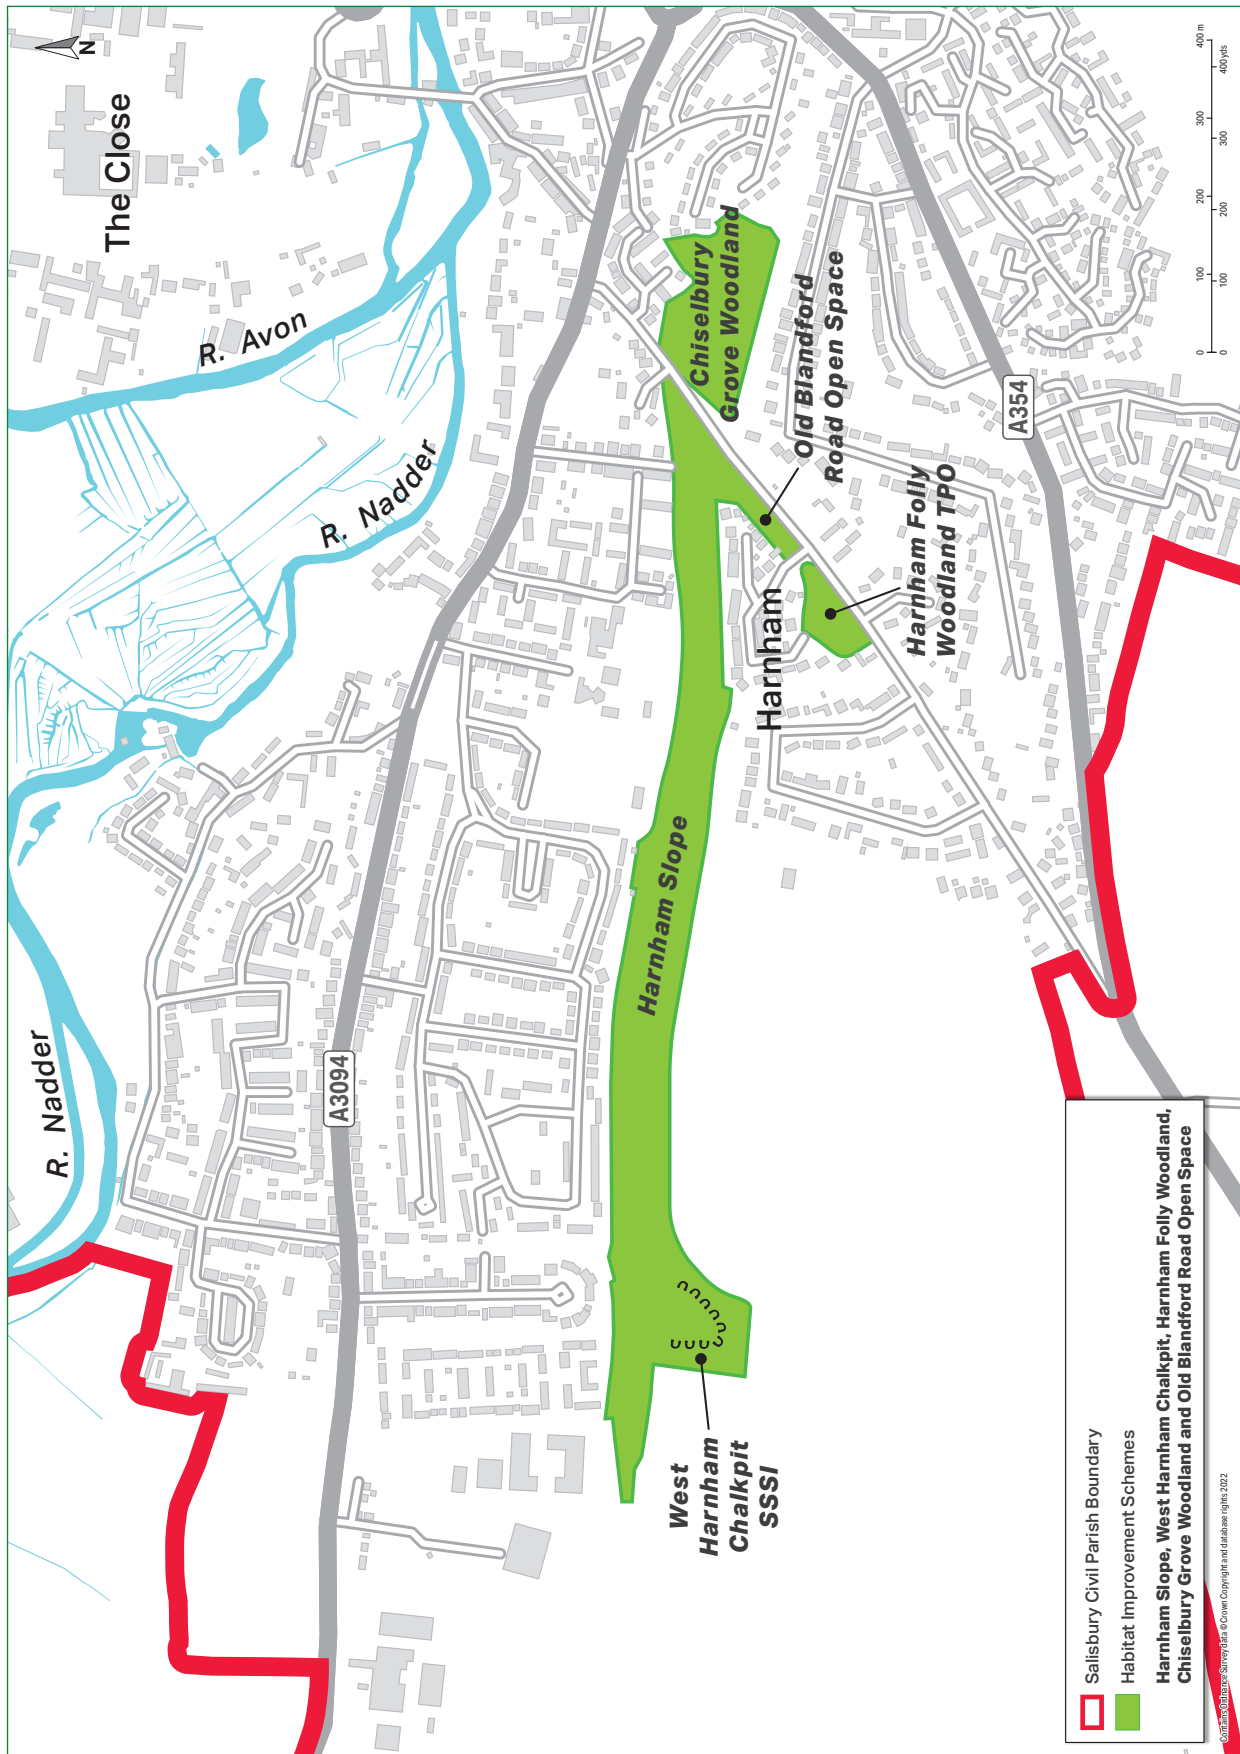 N
The Close
R. Avon
R. Nadder
R. Nadder
A3094
A354
Chiselbury
Grove Woodland
Old Blandford
Road Open Space
Harnham Folly
Woodland TPO
Harnham
Harnham Slope
West
Harnham
Chalkpit
SSSI
0 100 200 300 400 m
0 100 200 300 400 yds
Salisbury Civil Parish Boundary
Habitat Improvement Schemes
Harnham Slope, West Harnham Chalkpit, Harnham Folly Woodland,
Chiselbury Grove Woodland and Old Blandford Road Open Space
Contains Ordnance Survey data © Crown Copyright and database rights 2022